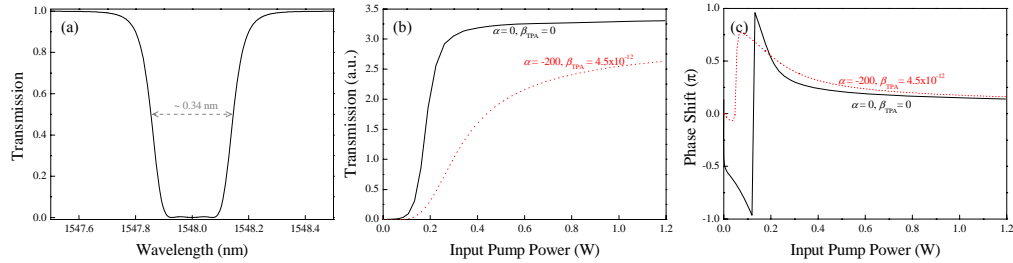 (a)
1.0
0.8
0.6
0.4
0.2
0.0
Transmission
~ 0.34 nm
1547.6
1547.8
1548.0
1548.2
1548.4
Wavelength (nm)
(b)
3.5
3.0
2.5
2.0
1.5
1.0
0.5
0.0
Transmission (a.u.)
α = 0, β_TPA = 0
α = -200, β_TPA = 4.5x10^-12
0.0
0.2
0.4
0.6
0.8
1.0
1.2
Input Pump Power (W)
(c)
1.0
0.5
0.0
-0.5
-1.0
Phase Shift (π)
α = -200, β_TPA = 4.5x10^-12
α = 0, β_TPA = 0
0.0
0.2
0.4
0.6
0.8
1.0
1.2
Input Pump Power (W)